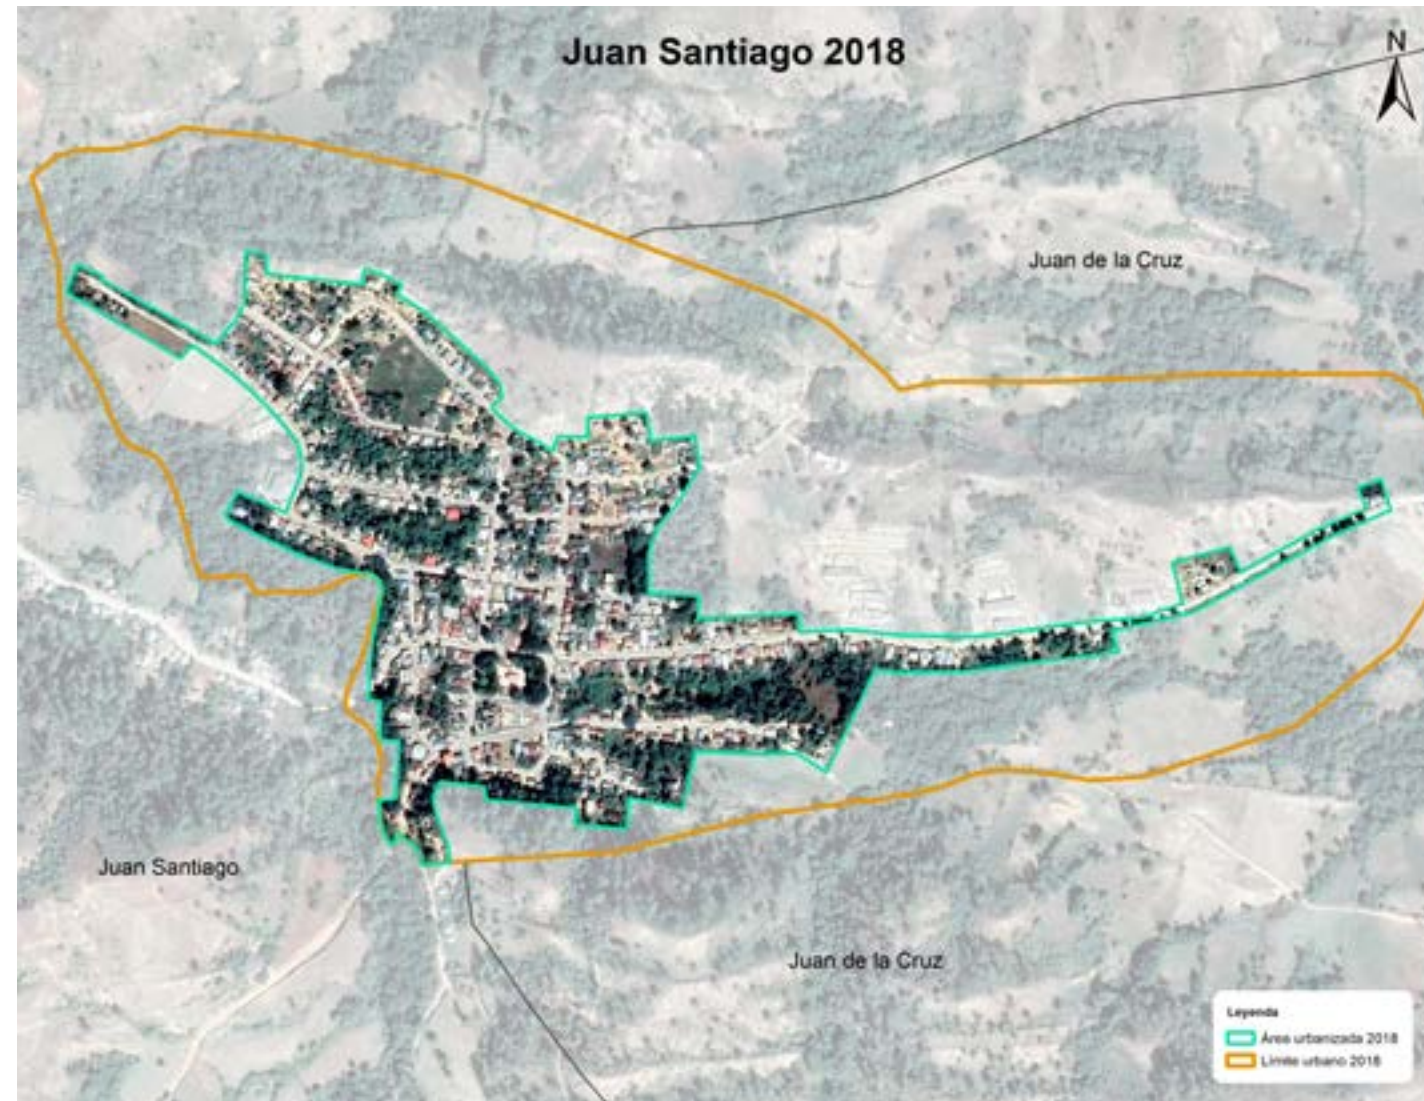 Juan Santiago 2018
N
Juan de la Cruz
Juan Santiago
Juan de la Cruz
Leyenda
Área urbanizada 2018
Límite urbano 2018